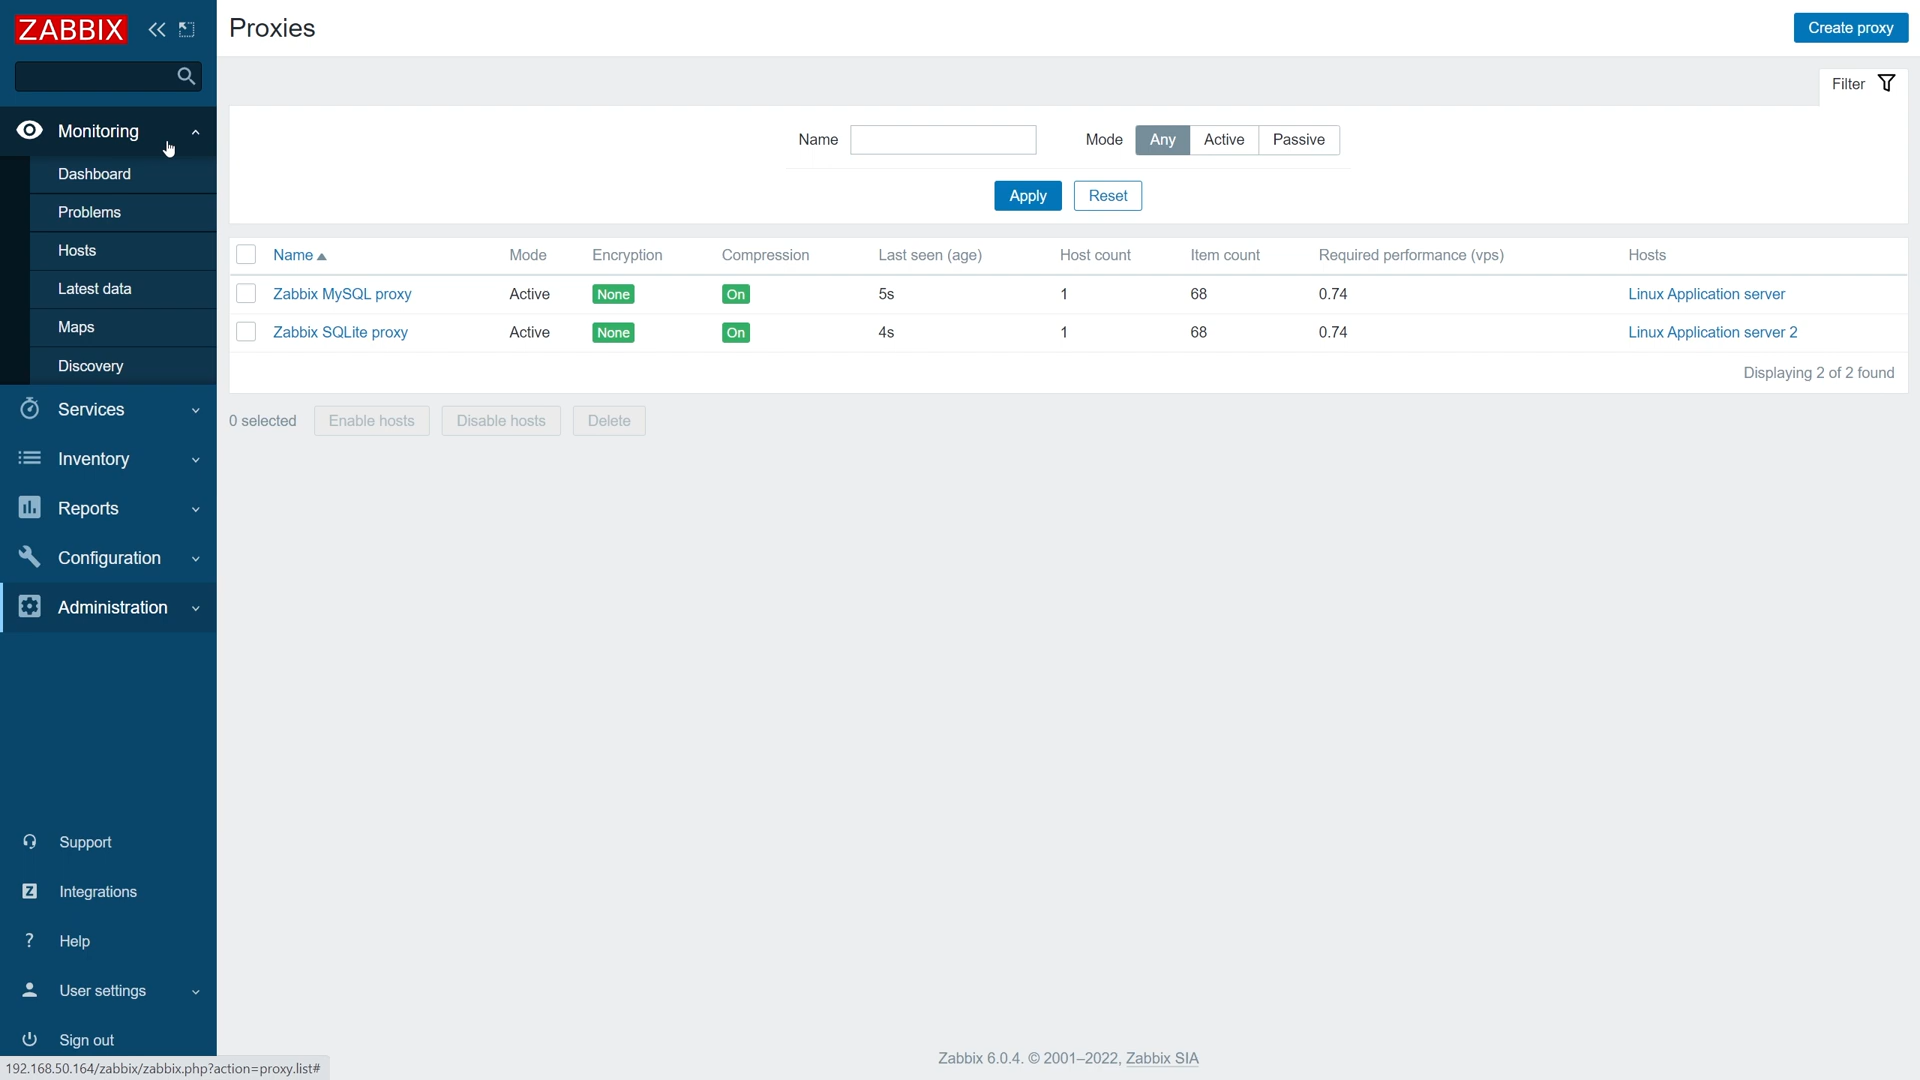 ZABBIX
Proxies
Create proxy
Filter
Monitoring
Dashboard
Problems
Hosts
Latest data
Maps
Discovery
Services
Inventory
Reports
Configuration
Administration
Support
Integrations
? Help
User settings
Sign out
Name Mode Any Active Passive
Apply Reset
Name Mode Encryption Compression Last seen (age) Host count Item count Required performance (vps) Hosts
Zabbix MySQL proxy Active None On 5s 1 68 0.74 Linux Application server
Zabbix SQLite proxy Active None On 4s 1 68 0.74 Linux Application server 2
Displaying 2 of 2 found
0 selected Enable hosts Disable hosts Delete
Zabbix 6.0.4. © 2001–2022, Zabbix SIA
192.168.50.164/zabbix/zabbix.php?action=proxy.list#